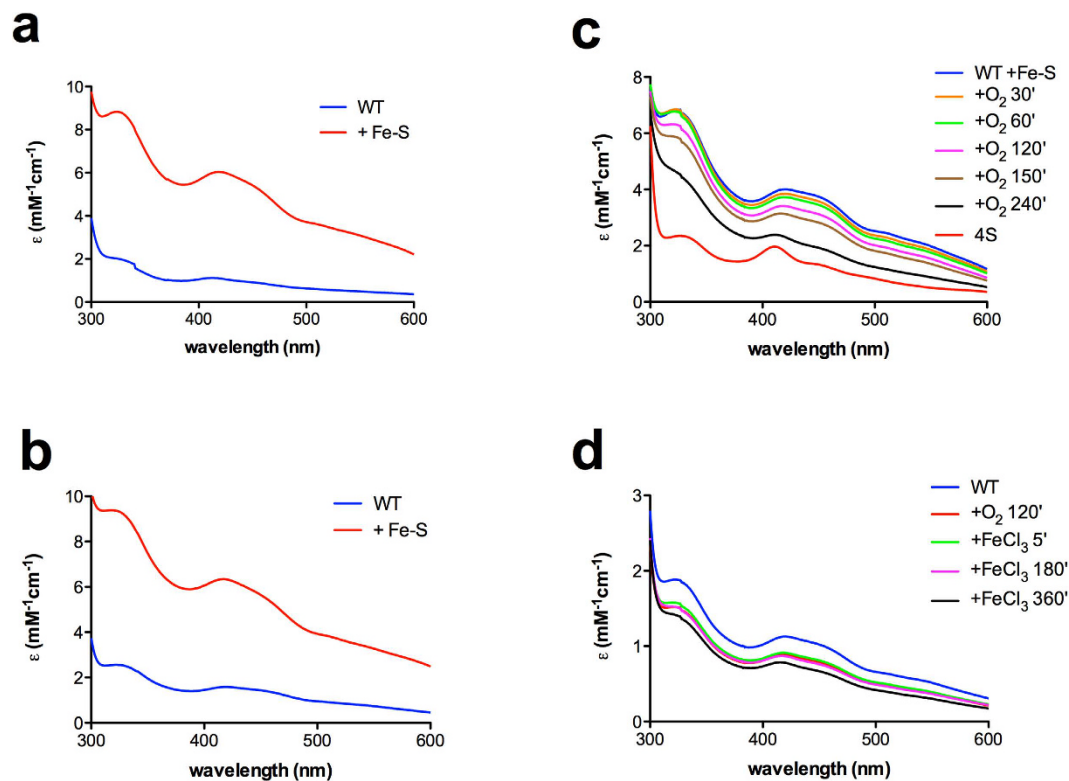 a
10
8
6
4
2
0
300 400 500 600
ε (mM⁻¹cm⁻¹)
wavelength (nm)
WT
+ Fe-S
c
8
6
4
2
0
300 400 500 600
ε (mM⁻¹cm⁻¹)
wavelength (nm)
WT +Fe-S
+O₂ 30'
+O₂ 60'
+O₂ 120'
+O₂ 150'
+O₂ 240'
4S
b
10
8
6
4
2
0
300 400 500 600
ε (mM⁻¹cm⁻¹)
wavelength (nm)
WT
+ Fe-S
d
3
2
1
0
300 400 500 600
ε (mM⁻¹cm⁻¹)
wavelength (nm)
WT
+O₂ 120'
+FeCl₃ 5'
+FeCl₃ 180'
+FeCl₃ 360'